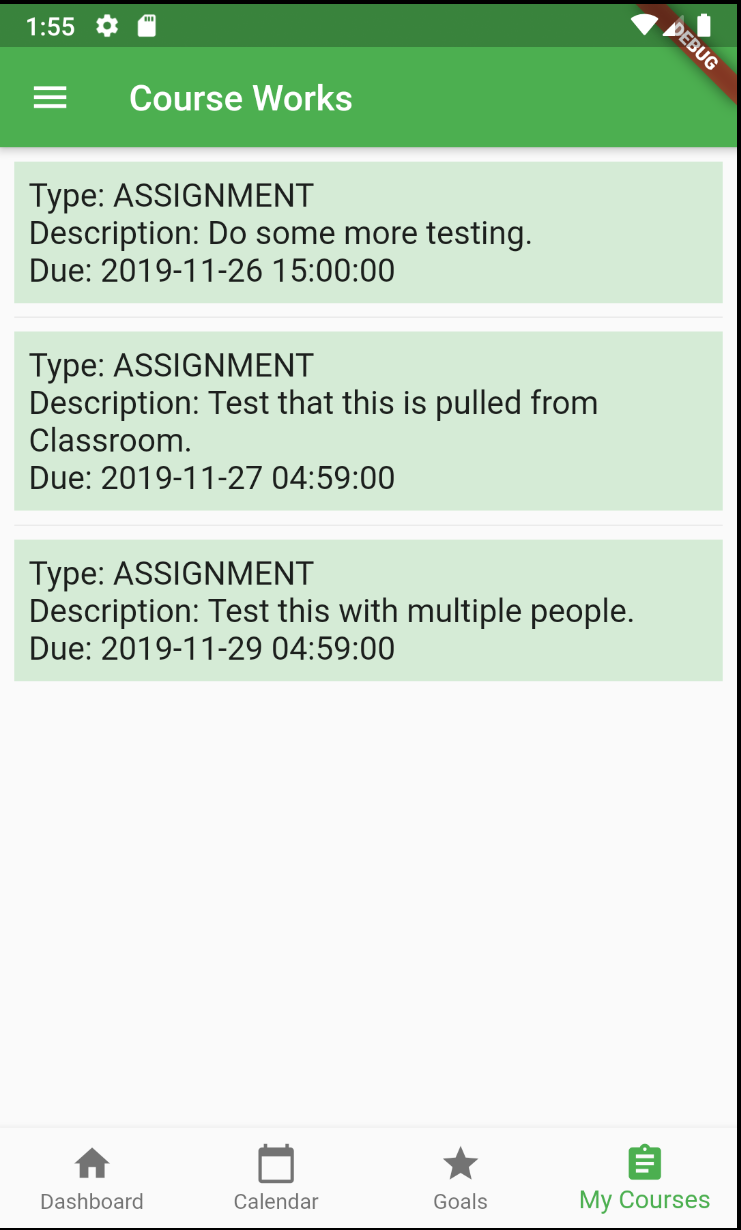 1:55
DEBUG
Course Works
Type: ASSIGNMENT
Description: Do some more testing.
Due: 2019-11-26 15:00:00
Type: ASSIGNMENT
Description: Test that this is pulled from
Classroom.
Due: 2019-11-27 04:59:00
Type: ASSIGNMENT
Description: Test this with multiple people.
Due: 2019-11-29 04:59:00
Dashboard
Calendar
Goals
My Courses